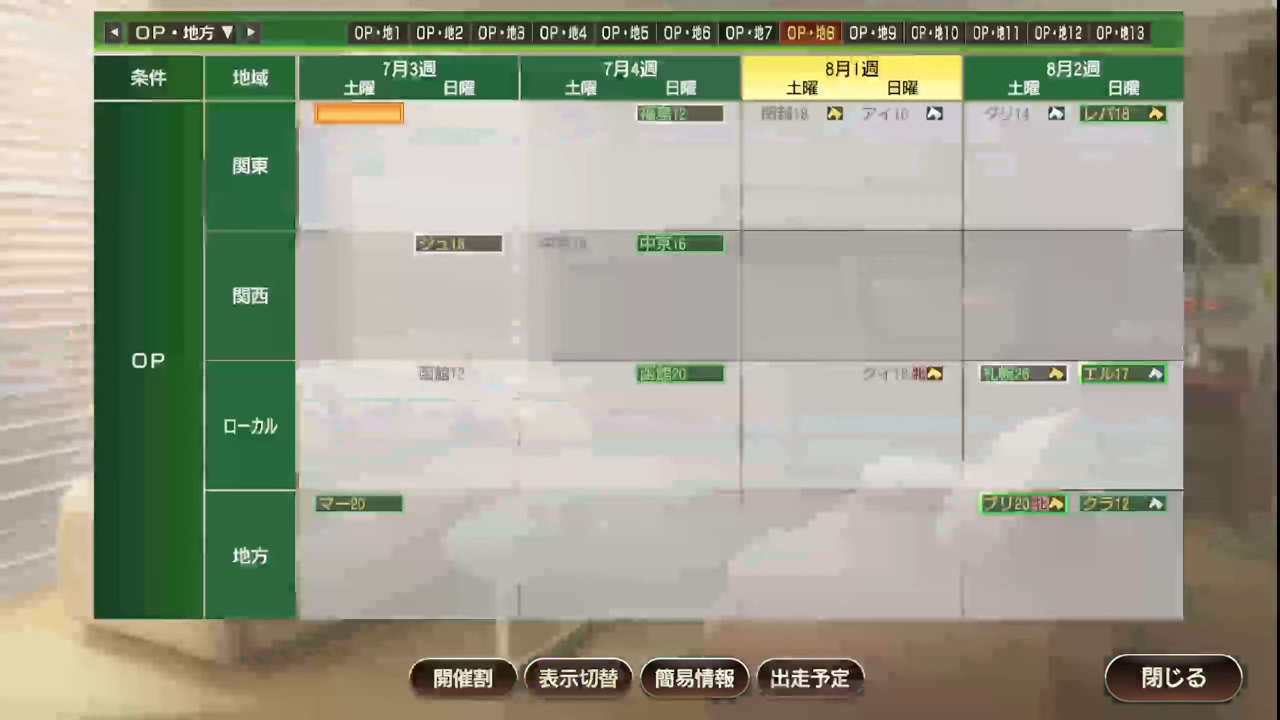 ◄ OP・地方▼ ► OP・地1 OP・地2 OP・地3 OP・地4 OP・地5 OP・地6 OP・地7 OP・地8 OP・地9 OP・地10 OP・地11 OP・地12 OP・地13
条件 地域 7月3週 7月4週 8月1週 8月2週
土曜 日曜 土曜 日曜 土曜 日曜 土曜 日曜
福島12 アイ10 ダリ14 レパ18
関東
ジュ18 中京16
関西
OP
函館12 函館20 クイ18 札幌26 エル17
ローカル
マー20 ブリ20 クラ12
地方
開催割 表示切替 簡易情報 出走予定 閉じる